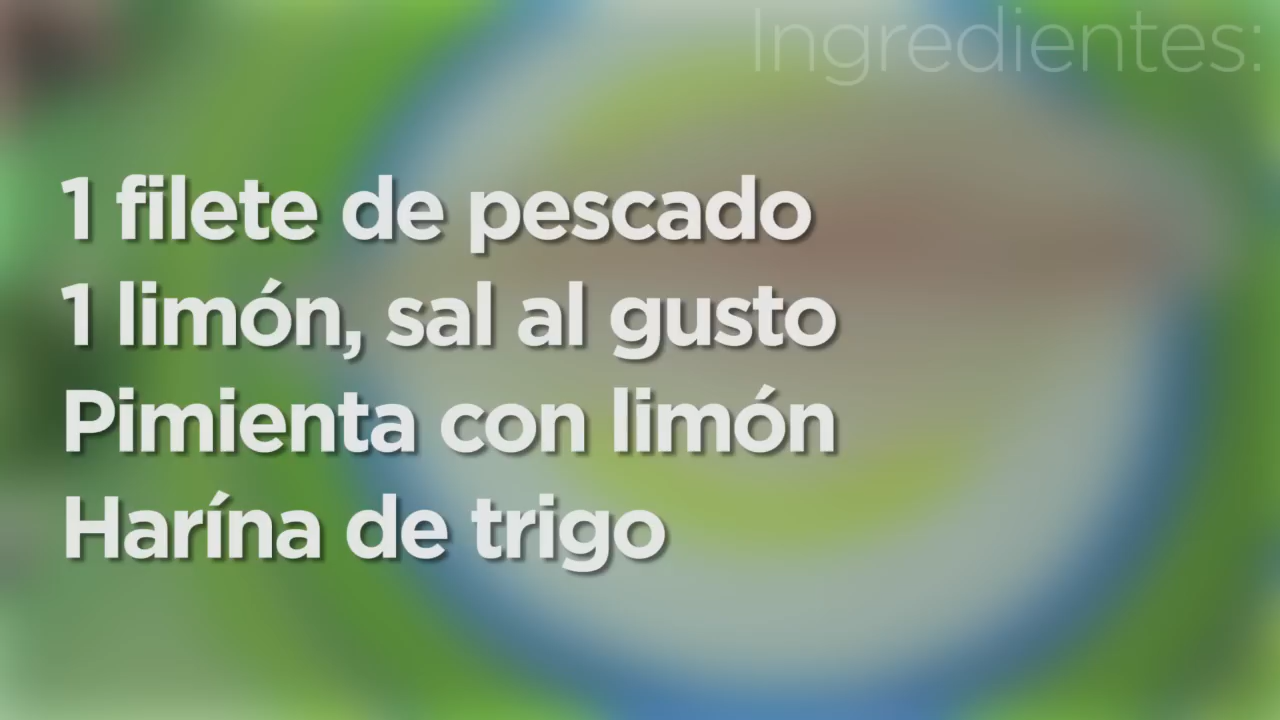 Ingredientes:
1 filete de pescado
1 limón, sal al gusto
Pimienta con limón
Harína de trigo